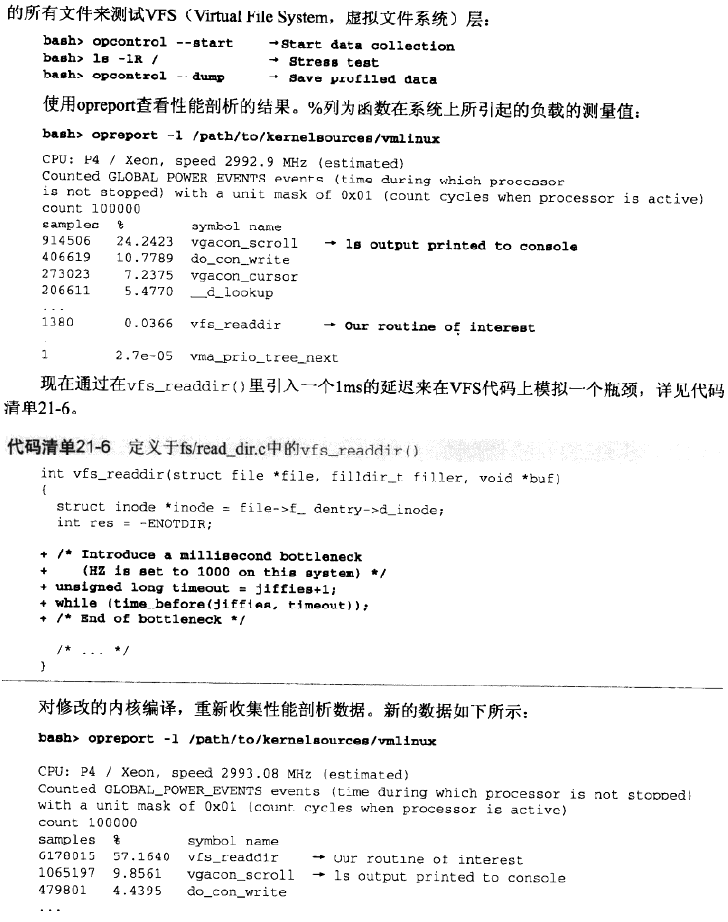 的所有文件来测试VFS（Virtual File System，虚拟文件系统）层：
bash> opcontrol --start →Start data collection
bash> ls -lR / → Stress test
bash> opcontrol --dump → Save profiled data
使用opreport查看性能剖析的结果。%列为函数在系统上所引起的负载的测量值：
bash> opreport -l /path/to/kernelsources/vmlinux
CPU: P4 / Xeon, speed 2992.9 MHz (estimated)
Counted GLOBAL POWER EVENTS events (time during which processor
is not stopped) with a unit mask of 0x01 (count cycles when processor is active)
count 100000
samples % symbol name
914506 24.2423 vgacon_scroll → ls output printed to console
406619 10.7789 do_con_write
273023 7.2375 vgacon_cursor
206611 5.4770 __d_lookup
...
1380 0.0366 vfs_readdir → Our routine of interest
.
1 2.7e-05 vma_prio_tree_next
现在通过在vfs_readdir()里引入一个1ms的延迟来在VFS代码上模拟一个瓶颈，详见代码
清单21-6。
代码清单21-6 定义于fs/read_dir.c中的vfs_readdir()
int vfs_readdir(struct file *file, filldir_t filler, void *buf)
{
struct inode *inode = file->f_ dentry->d_inode;
int res = -ENOTDIR;
+ /* Introduce a millisecond bottleneck
+ (HZ is set to 1000 on this system) */
+ unsigned long timeout = jiffies+1;
+ while (time_before(jiffies, timeout));
+ /* End of bottleneck */
/* ... */
}
对修改的内核编译，重新收集性能剖析数据。新的数据如下所示：
bash> opreport -l /path/to/kernelsources/vmlinux
CPU: P4 / Xeon, speed 2993.08 MHz (estimated)
Counted GLOBAL_POWER_EVENTS events (time during which processor is not stopped)
with a unit mask of 0x01 (count cycles when processor is active)
count 100000
samples % symbol name
6178015 57.1640 vfs_readdir → Our routine of interest
1065197 9.8561 vgacon_scroll → ls output printed to console
479801 4.4395 do_con_write
...